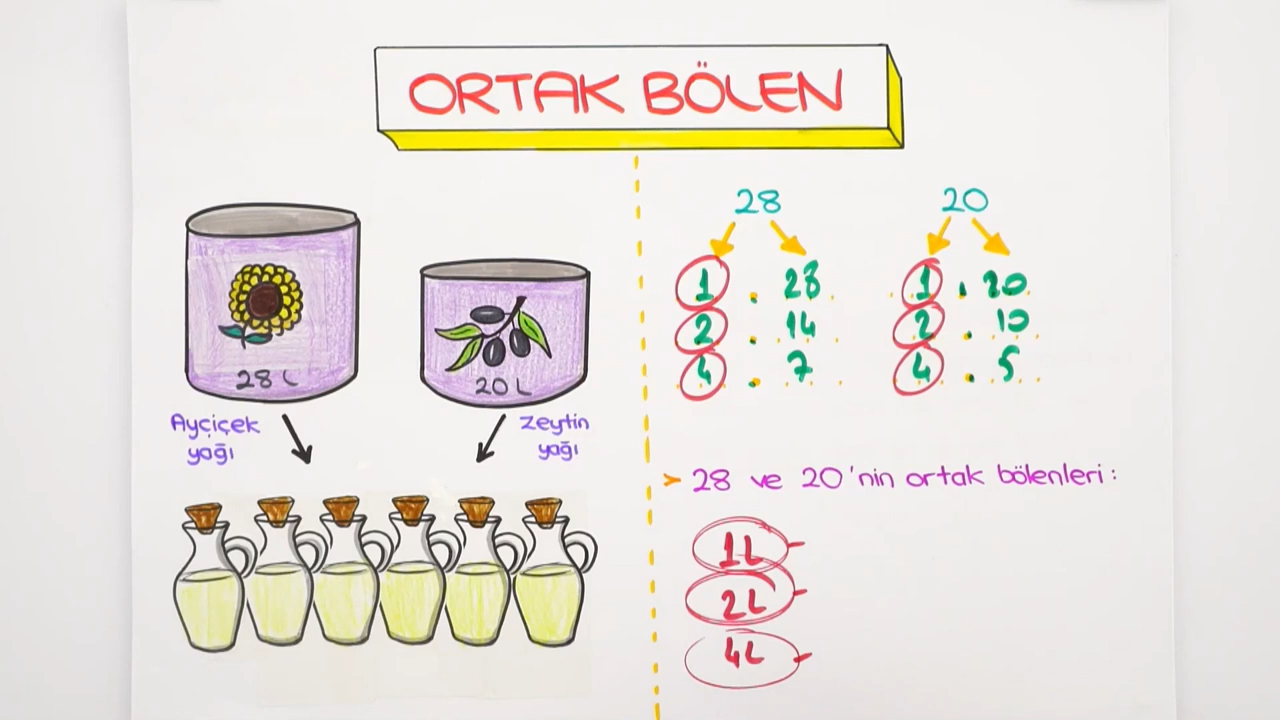 ORTAK BÖLEN
28 L
20 L
Ayçiçek
yağı
Zeytin
yağı
28
1 . 28
2 . 14
4 . 7
20
1 . 20
2 . 10
4 . 5
➤ 28 ve 20'nin ortak bölenleri:
1L
2L
4L